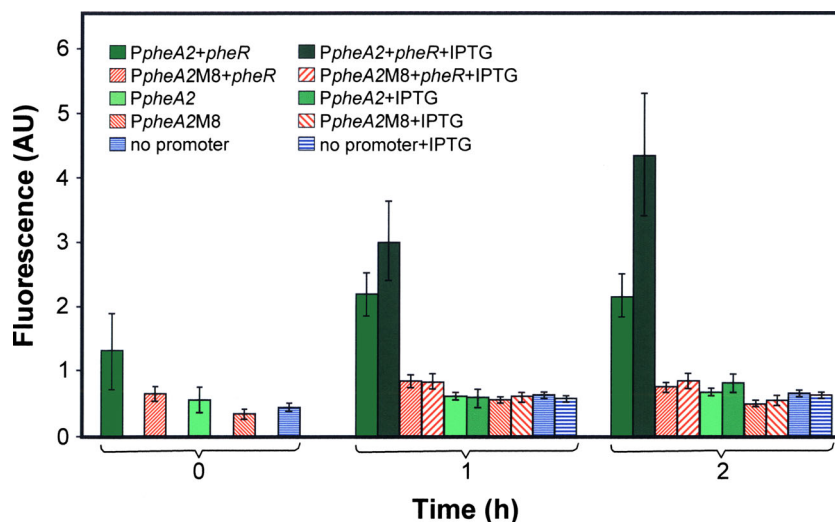 Fluorescence (AU)
6
5
4
3
2
1
0
PpheA2+pheR
PpheA2M8+pheR
PpheA2
PpheA2M8
no promoter
PpheA2+pheR+IPTG
PpheA2M8+pheR+IPTG
PpheA2+IPTG
PpheA2M8+IPTG
no promoter+IPTG
0
1
2
Time (h)